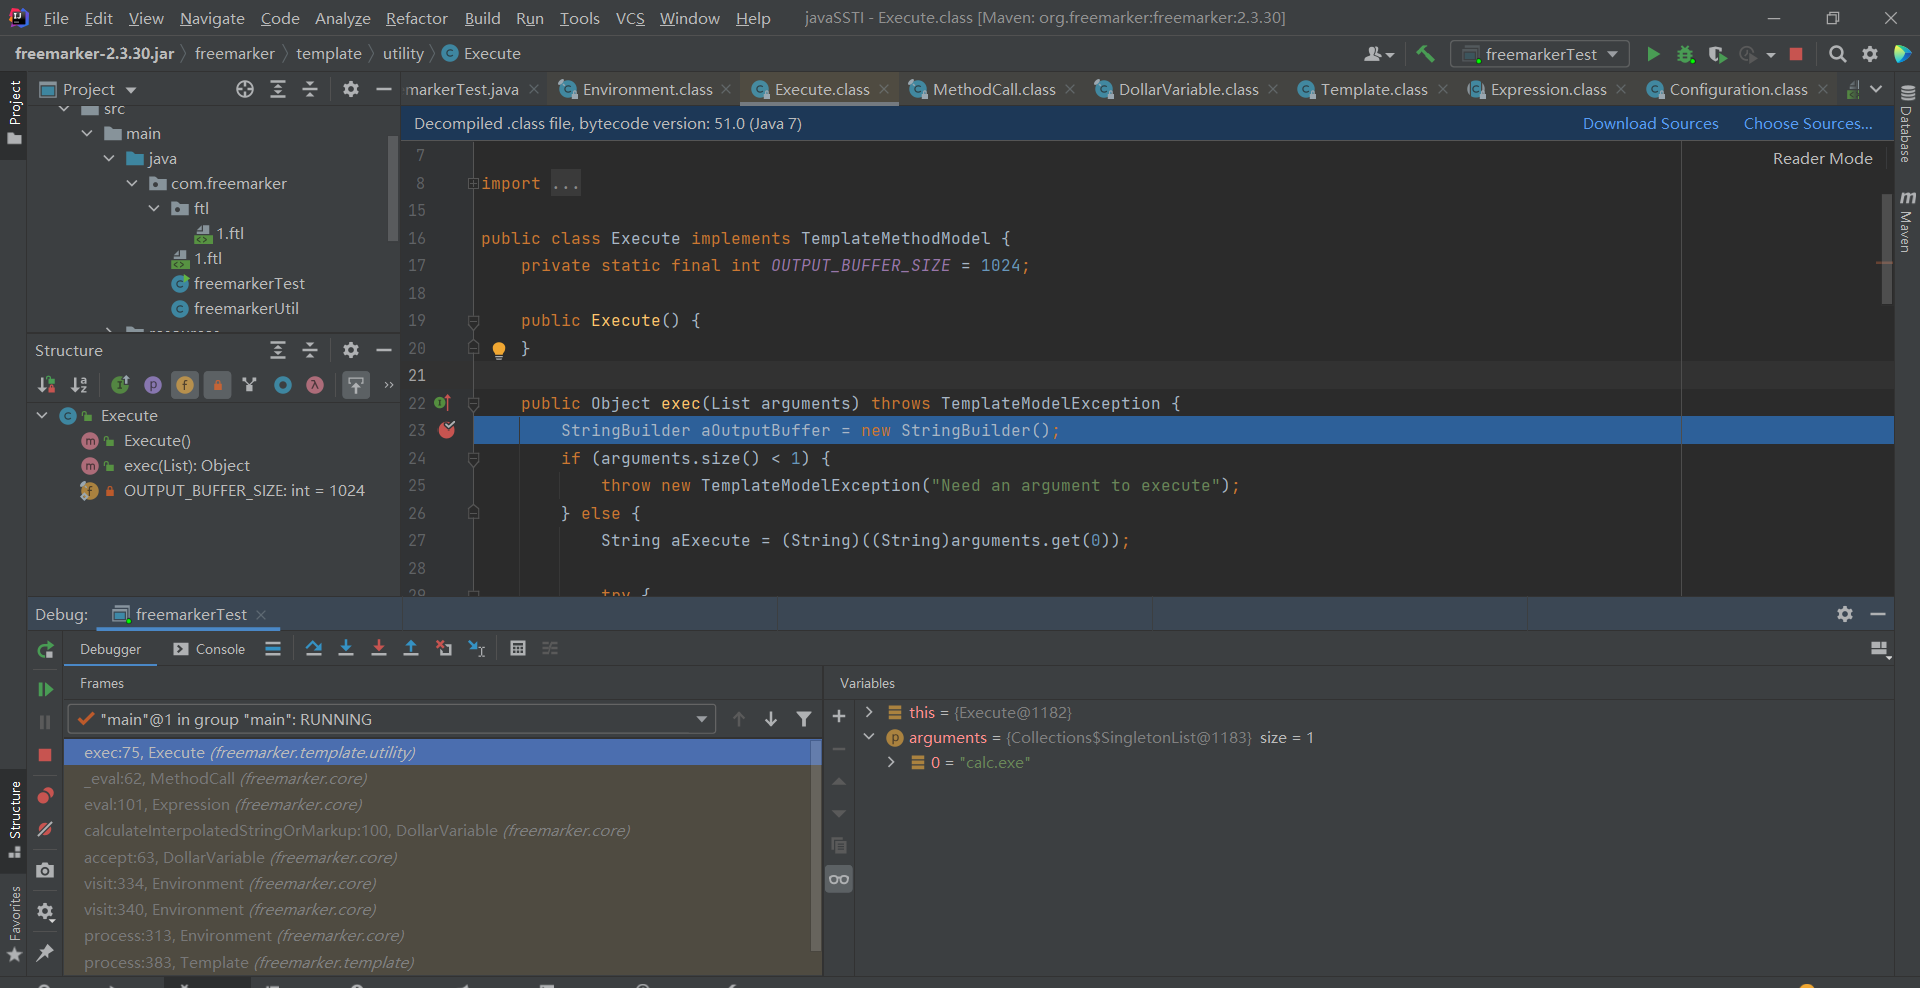 File Edit View Navigate Code Analyze Refactor Build Run Tools VCS Window Help javaSSTI - Execute.class [Maven: org.freemarker:freemarker:2.3.30]
freemarker-2.3.30.jar freemarker template utility Execute freemarkerTest
Project
Project
markerTest.java Environment.class Execute.class MethodCall.class DollarVariable.class Template.class Expression.class Configuration.class
Database
Maven
src
main
java
com.freemarker
ftl
1.ftl
1.ftl
freemarkerTest
freemarkerUtil
Decompiled .class file, bytecode version: 51.0 (Java 7) Download Sources Choose Sources...
Reader Mode
7
8 import ...
15
16 public class Execute implements TemplateMethodModel {
17 private static final int OUTPUT_BUFFER_SIZE = 1024;
18
19 public Execute() {
20 }
21
22 public Object exec(List arguments) throws TemplateModelException {
23 StringBuilder aOutputBuffer = new StringBuilder();
24 if (arguments.size() < 1) {
25 throw new TemplateModelException("Need an argument to execute");
26 } else {
27 String aExecute = (String)((String)arguments.get(0));
28
29 try {
Structure
Execute
Execute()
exec(List): Object
OUTPUT_BUFFER_SIZE: int = 1024
Debug: freemarkerTest
Debugger Console
Frames
"main"@1 in group "main": RUNNING
exec:75, Execute (freemarker.template.utility)
_eval:62, MethodCall (freemarker.core)
eval:101, Expression (freemarker.core)
calculateInterpolatedStringOrMarkup:100, DollarVariable (freemarker.core)
accept:63, DollarVariable (freemarker.core)
visit:334, Environment (freemarker.core)
visit:340, Environment (freemarker.core)
process:313, Environment (freemarker.core)
process:383, Template (freemarker.template)
Variables
this = {Execute@1182}
arguments = {Collections$SingletonList@1183} size = 1
0 = "calc.exe"
Structure
Favorites